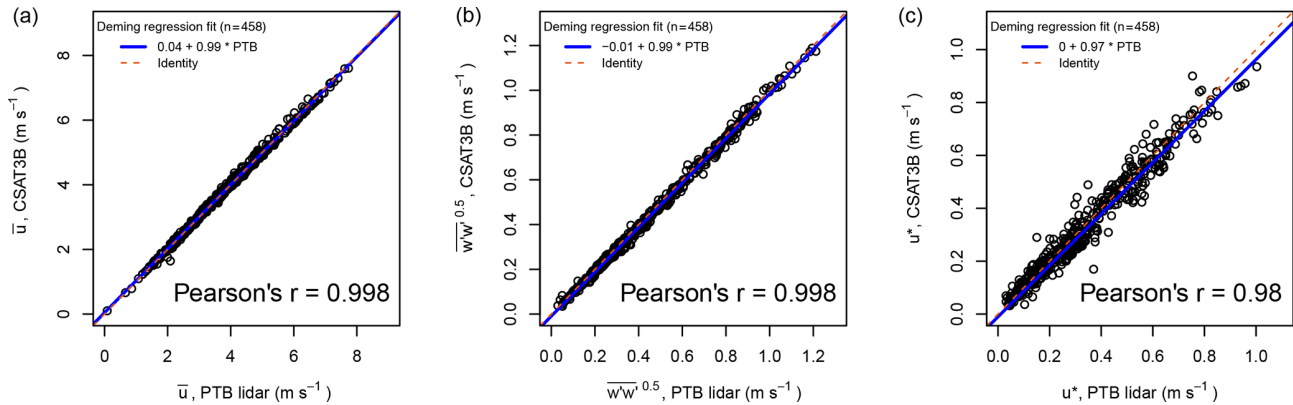 (a)
Deming regression fit (n=458)
0.04 + 0.99 * PTB
Identity
8
6
4
2
0
u̅ , CSAT3B (m s⁻¹)
Pearson's r = 0.998
0 2 4 6 8
u̅ , PTB lidar (m s⁻¹)
(b)
Deming regression fit (n=458)
−0.01 + 0.99 * PTB
Identity
1.2
1.0
0.8
0.6
0.4
0.2
0.0
w'w' ⁰·⁵ , CSAT3B (m s⁻¹)
Pearson's r = 0.998
0.0 0.2 0.4 0.6 0.8 1.0 1.2
w'w' ⁰·⁵ , PTB lidar (m s⁻¹)
(c)
Deming regression fit (n=458)
0 + 0.97 * PTB
Identity
1.0
0.8
0.6
0.4
0.2
0.0
u*, CSAT3B (m s⁻¹)
Pearson's r = 0.98
0.0 0.2 0.4 0.6 0.8 1.0
u*, PTB lidar (m s⁻¹)